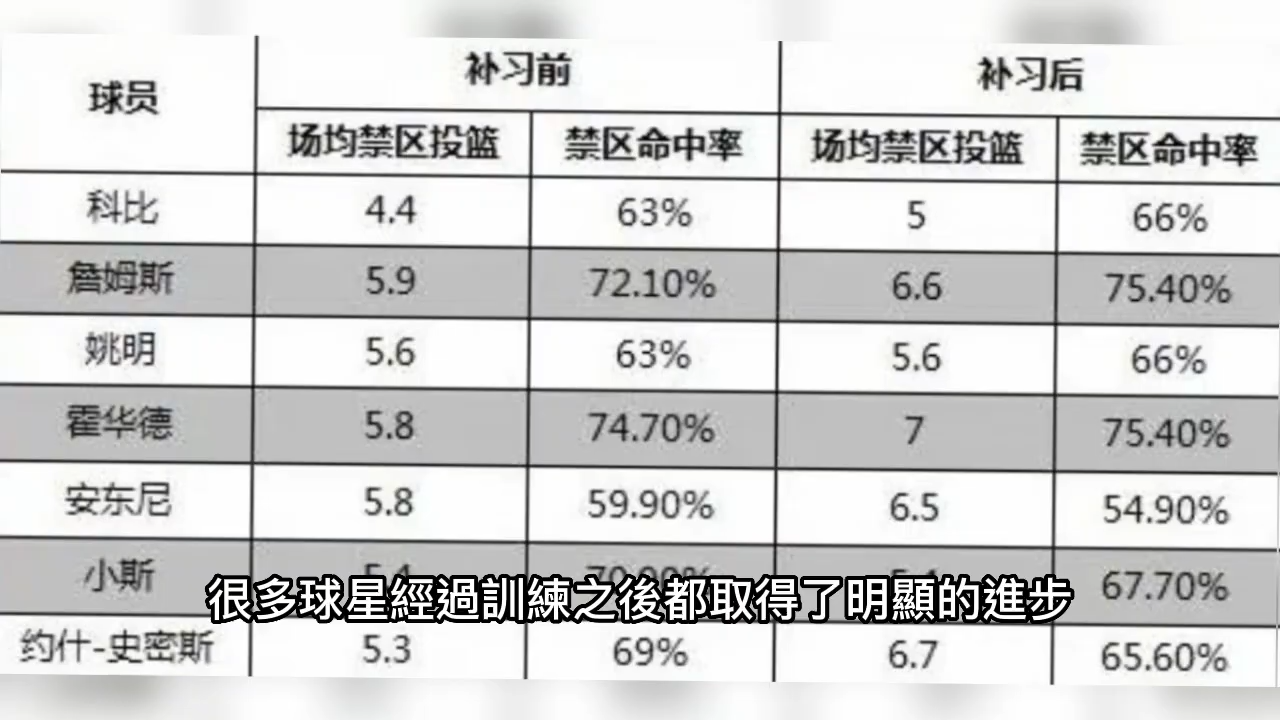 球员 补习前 补习后
场均禁区投篮 禁区命中率 场均禁区投篮 禁区命中率
科比 4.4 63% 5 66%
詹姆斯 5.9 72.10% 6.6 75.40%
姚明 5.6 63% 5.6 66%
霍华德 5.8 74.70% 7 75.40%
安东尼 5.8 59.90% 6.5 54.90%
小斯 67.70%
很多球星經過訓練之後都取得了明顯的進步
约什-史密斯 5.3 69% 6.7 65.60%